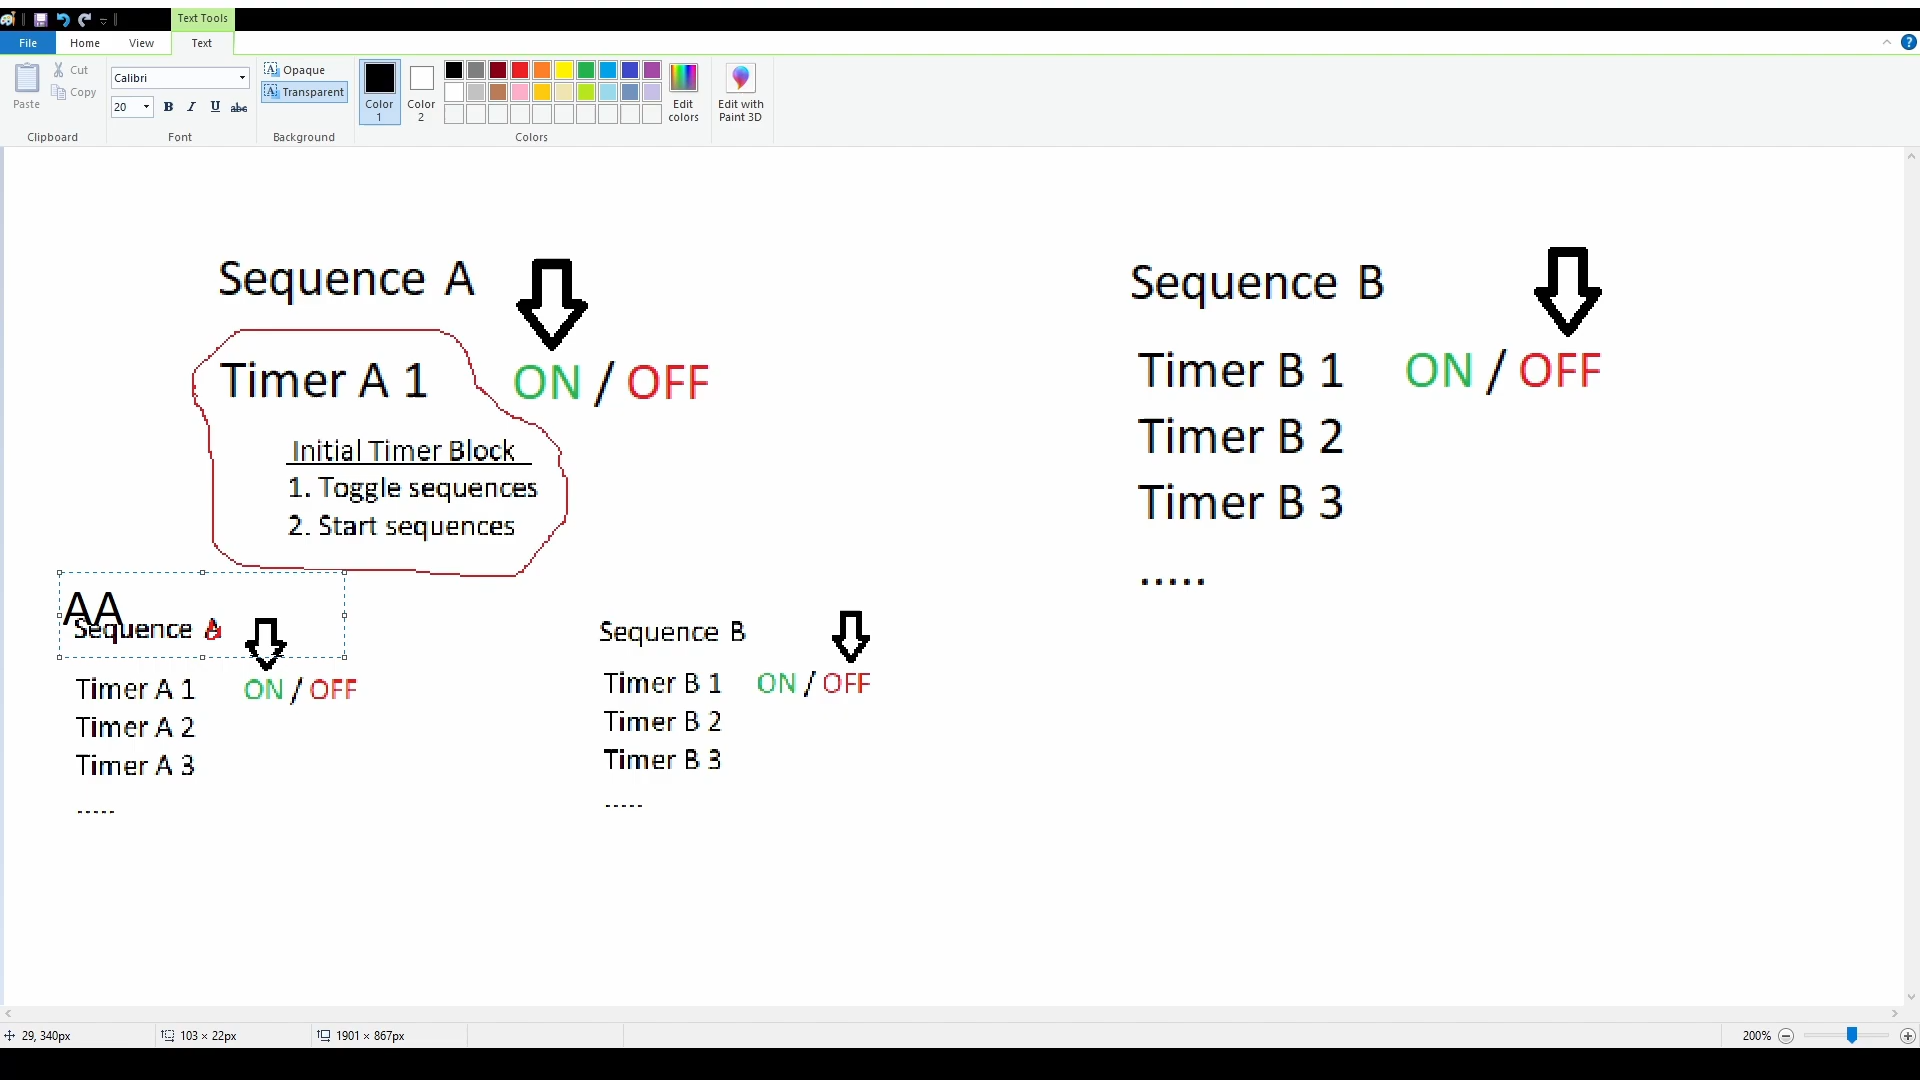 Text Tools
File Home View Text
Paste
Cut
Copy
Clipboard
Calibri
20 B I U abc
Font
Opaque
Transparent
Background
Color 1
Color 2
Colors
Edit colors
Edit with Paint 3D
Sequence A
Timer A 1 ON / OFF
Initial Timer Block
1. Toggle sequences
2. Start sequences
Sequence B
Timer B 1 ON / OFF
Timer B 2
Timer B 3
.....
AA
Sequence A
Timer A 1 ON / OFF
Timer A 2
Timer A 3
.....
Sequence B
Timer B 1 ON / OFF
Timer B 2
Timer B 3
.....
29, 340px 103 × 22px 1901 × 867px 200%